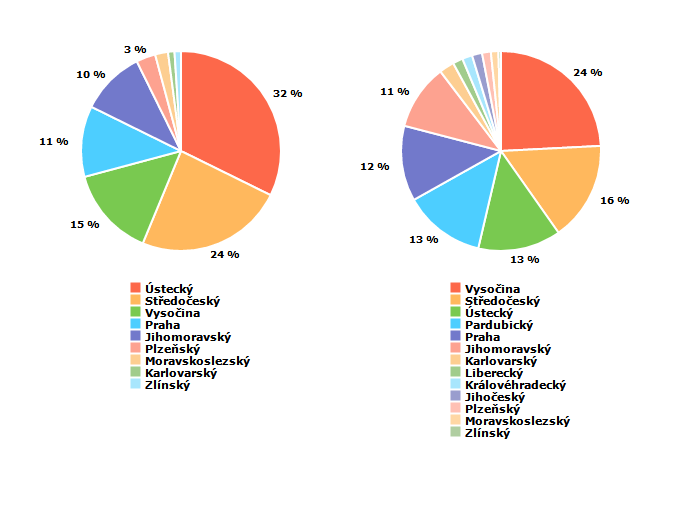 3 %
10 %
32 %
11 %
15 %
24 %
Ústecký
Středočeský
Vysočina
Praha
Jihomoravský
Plzeňský
Moravskoslezský
Karlovarský
Zlínský
24 %
11 %
12 %
16 %
13 %
13 %
Vysočina
Středočeský
Ústecký
Pardubický
Praha
Jihomoravský
Karlovarský
Liberecký
Královéhradecký
Jihočeský
Plzeňský
Moravskoslezský
Zlínský